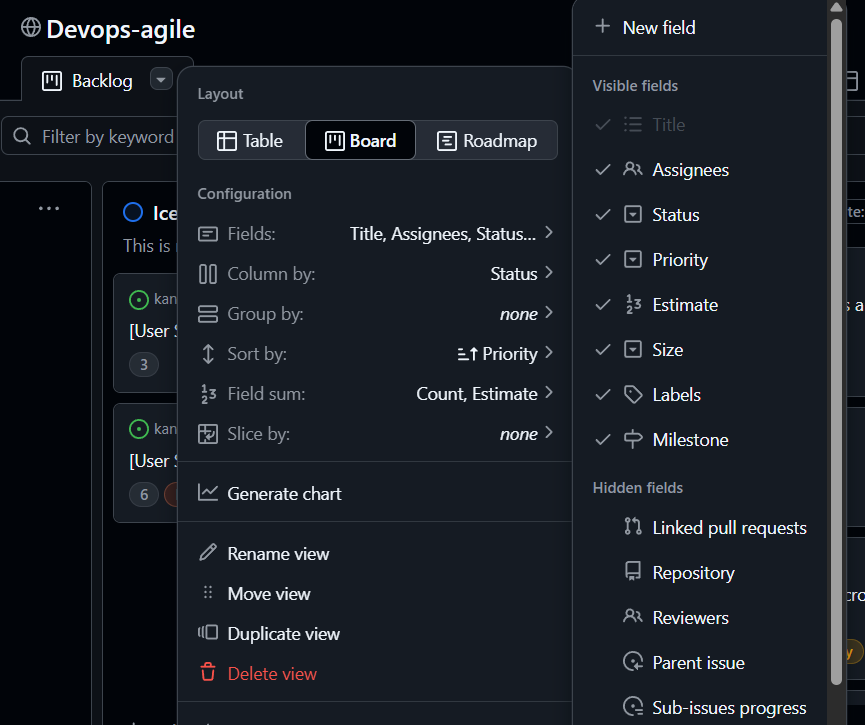 Devops-agile
Backlog
Filter by keyword
Ice
This is
kan
[User S
3
kan
[User S
6
Layout
Table
Board
Roadmap
Configuration
Fields: Title, Assignees, Status...
Column by: Status
Group by: none
Sort by: Priority
Field sum: Count, Estimate
Slice by: none
Generate chart
Rename view
Move view
Duplicate view
Delete view
New field
Visible fields
Title
Assignees
Status
Priority
Estimate
Size
Labels
Milestone
Hidden fields
Linked pull requests
Repository
Reviewers
Parent issue
Sub-issues progress
te:
s a
cro
y